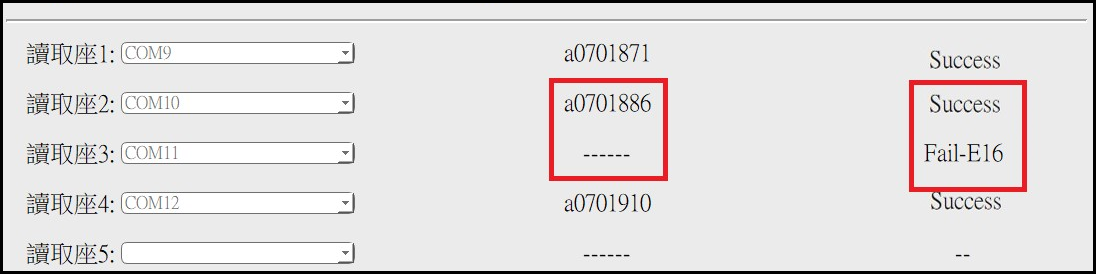 讀取座1: COM9 a0701871 Success
讀取座2: COM10 a0701886 Success
讀取座3: COM11 ------ Fail-E16
讀取座4: COM12 a0701910 Success
讀取座5: ------ --